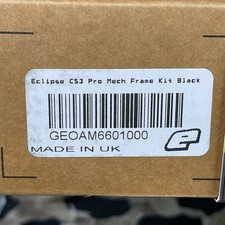 Eclipse CS3 Pro Mech Frame Kit Black
GEOAM6601000
MADE IN UK